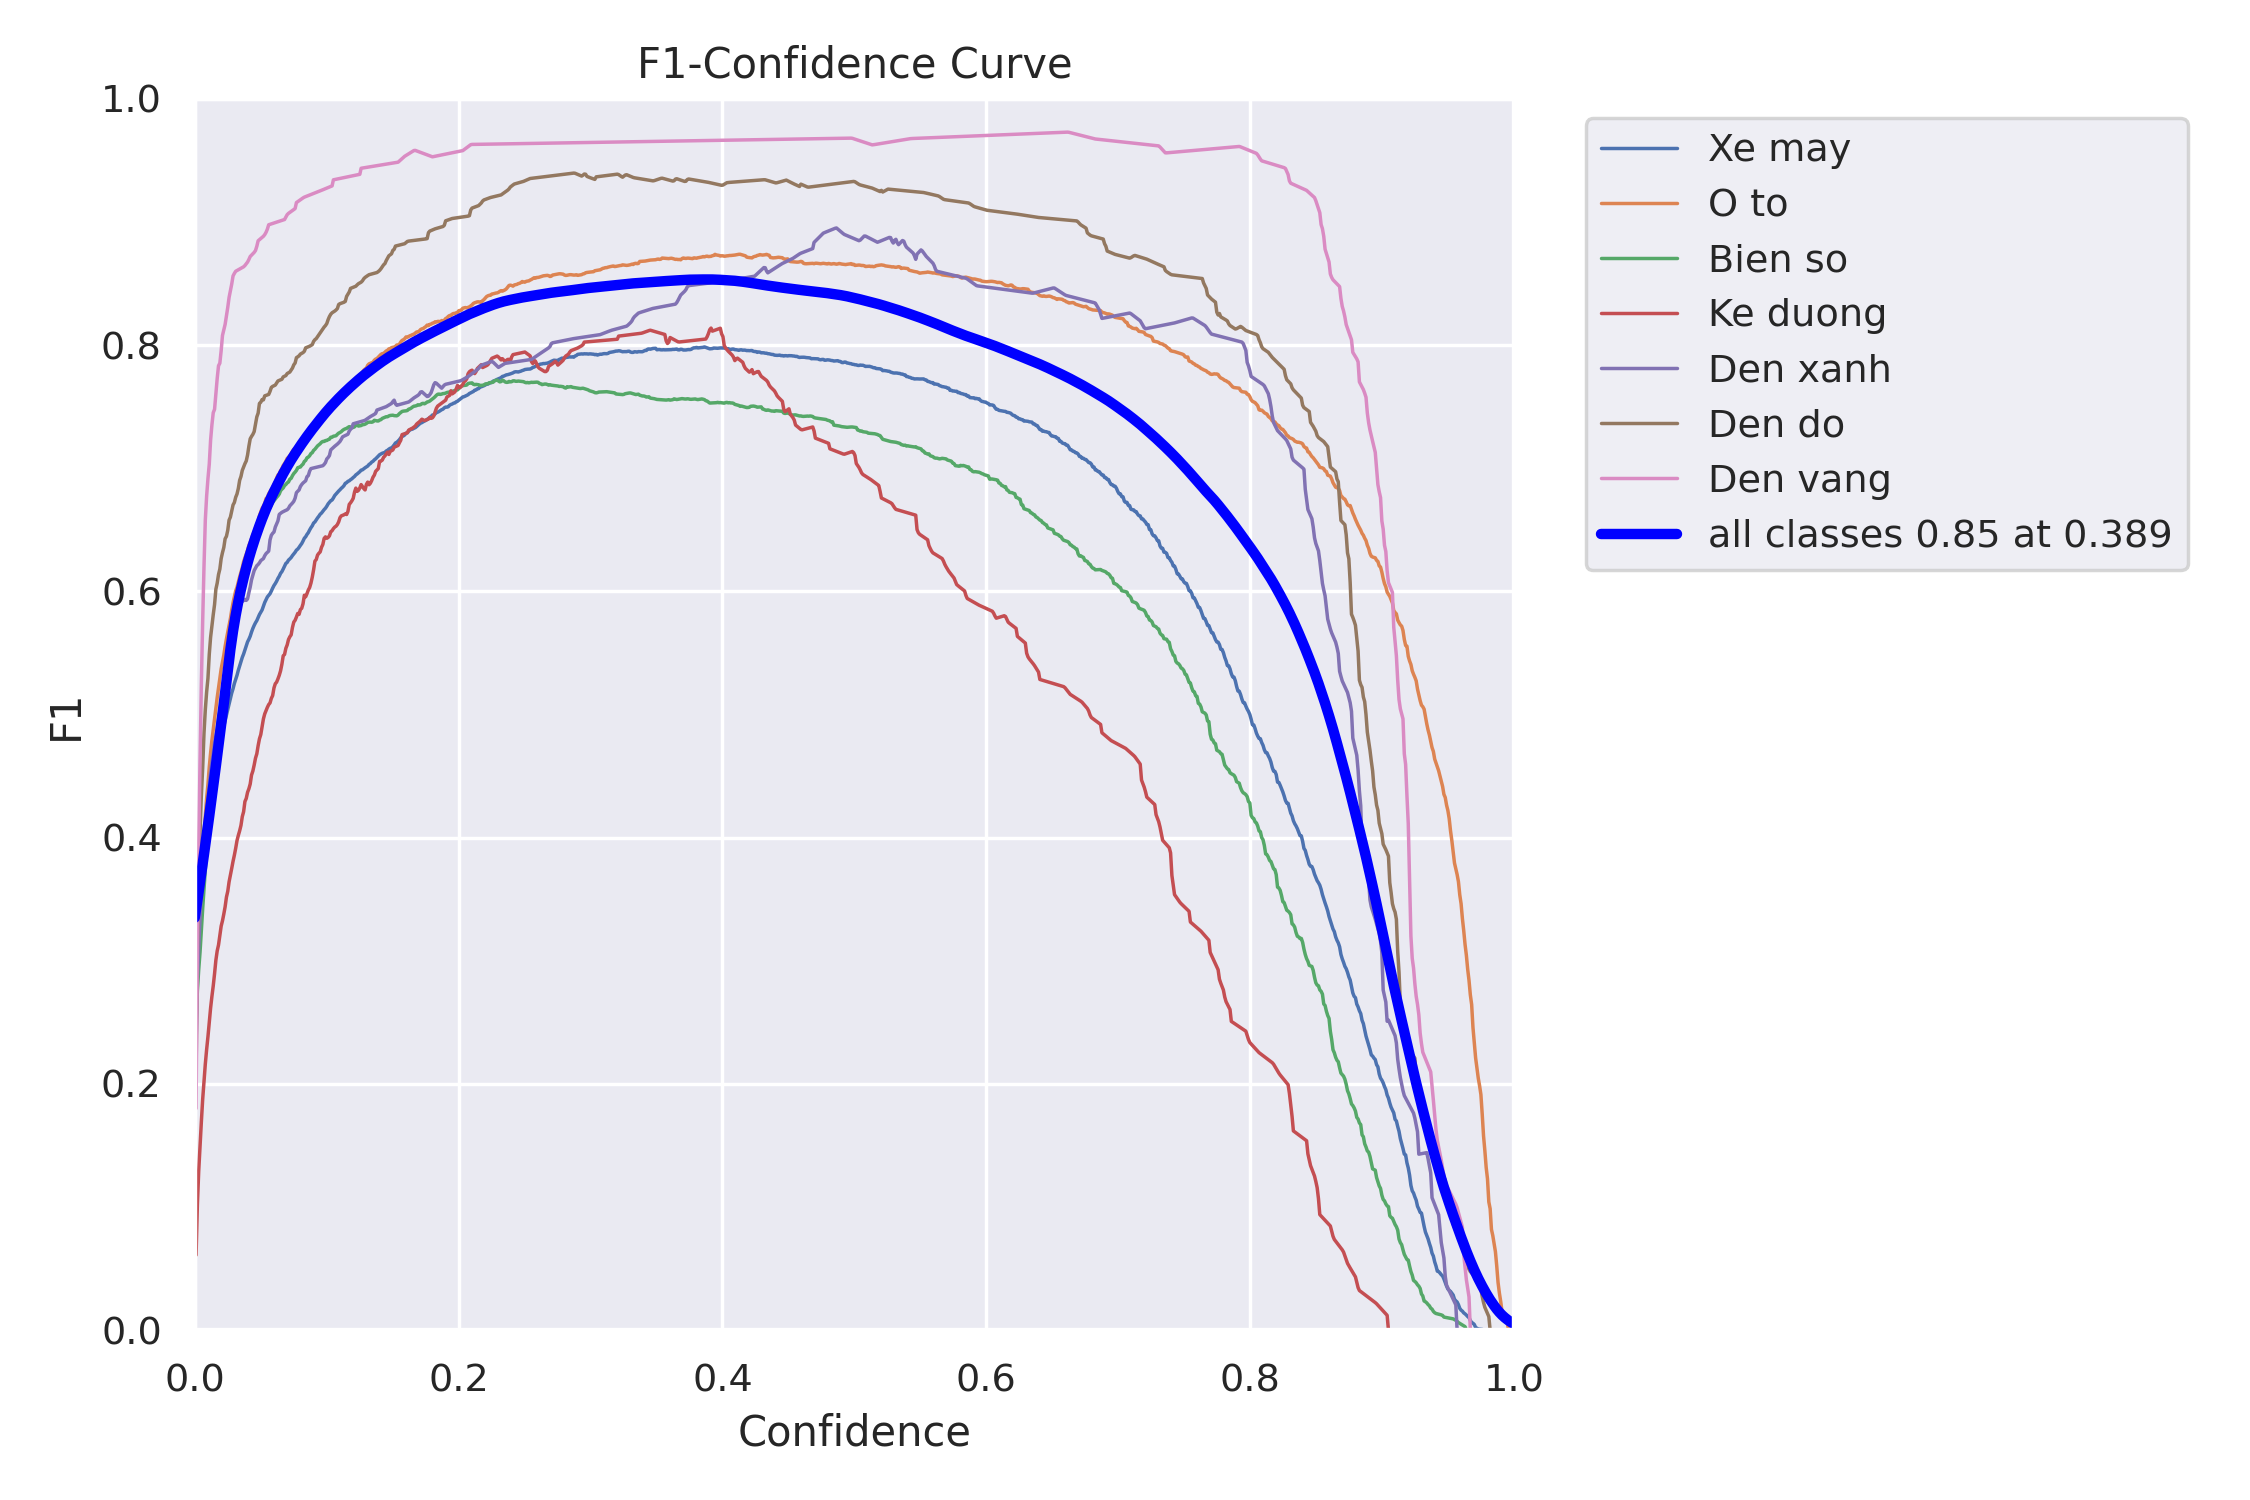 F1-Confidence Curve
1.0
0.8
0.6
0.4
0.2
0.0
F1
0.0 0.2 0.4 0.6 0.8 1.0
Confidence
Xe may
O to
Bien so
Ke duong
Den xanh
Den do
Den vang
all classes 0.85 at 0.389